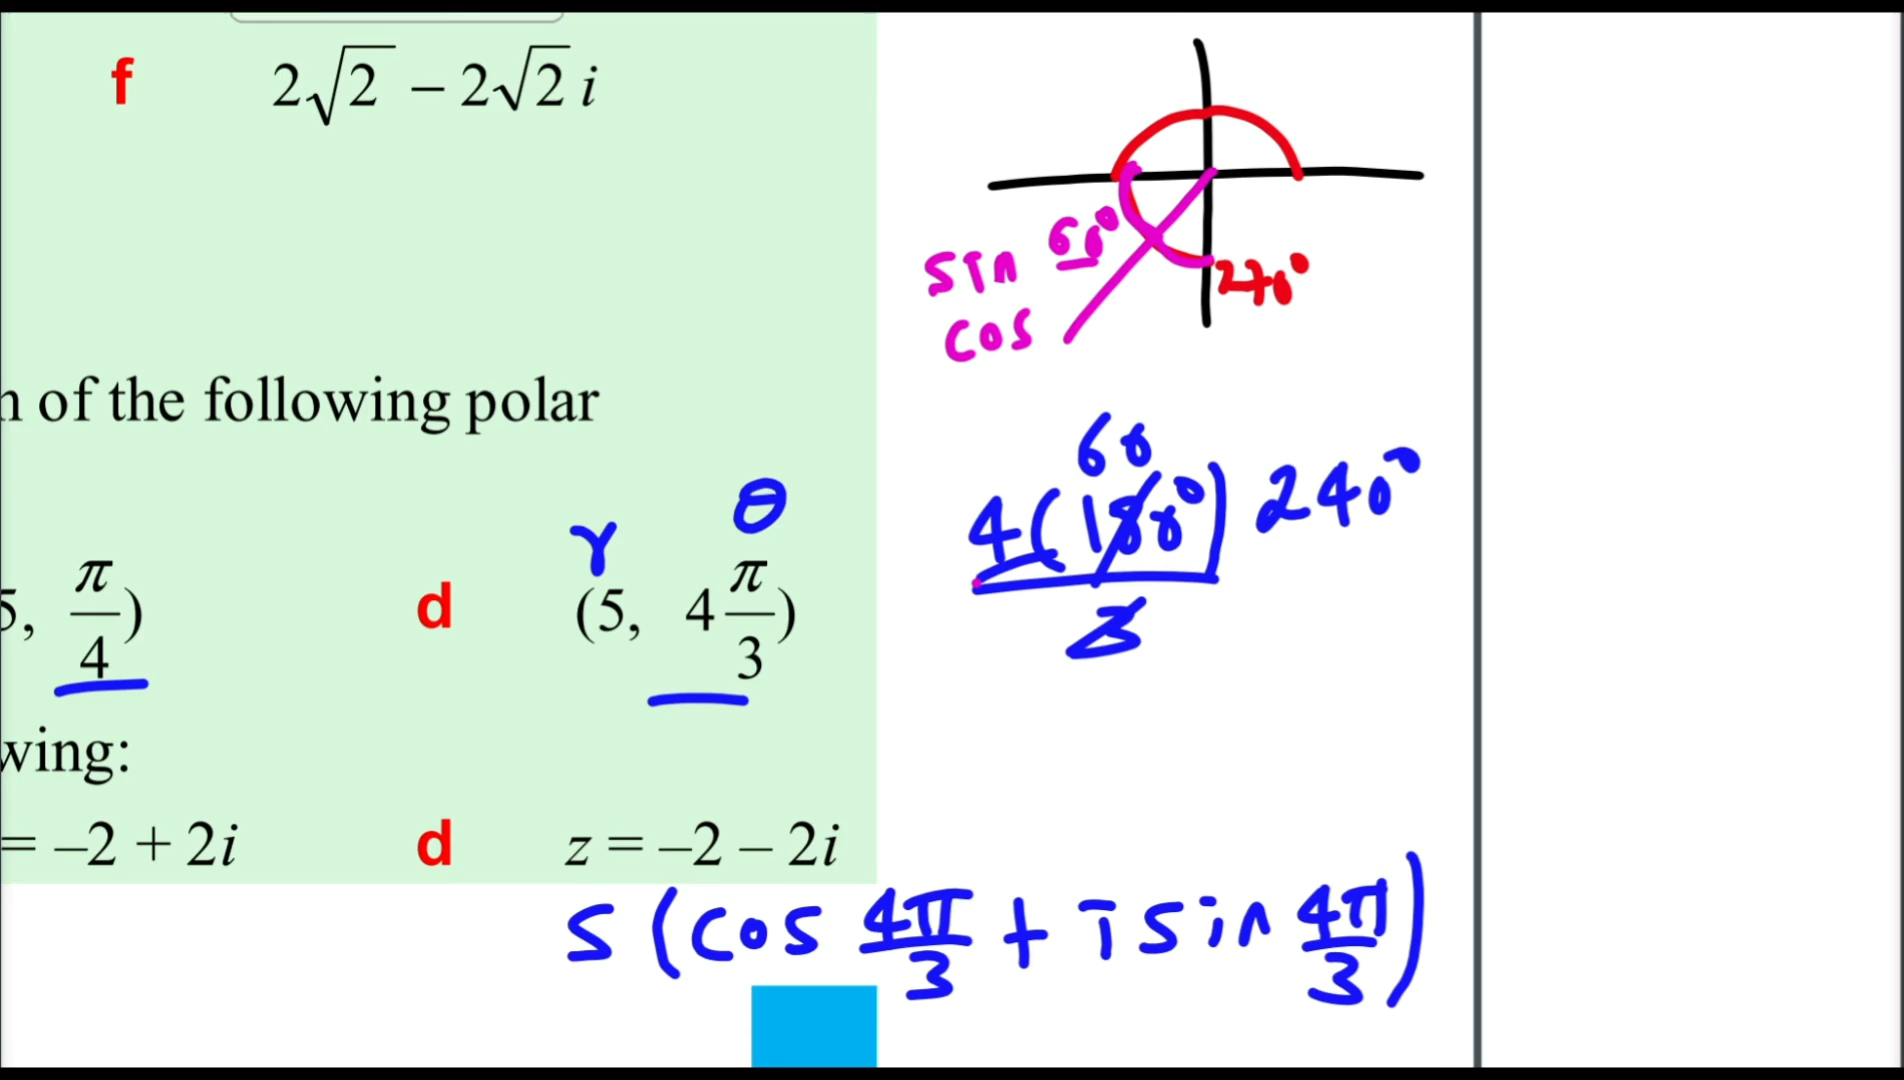 f 2√2 – 2√2 i
sin 60°
cos
270°
n of the following polar
60
4(180°) 240°
3
r θ
5, π/4) d (5, 4 π/3)
wing:
= –2 + 2i d z = –2 – 2i
5 (cos 4π/3 + i sin 4π/3)